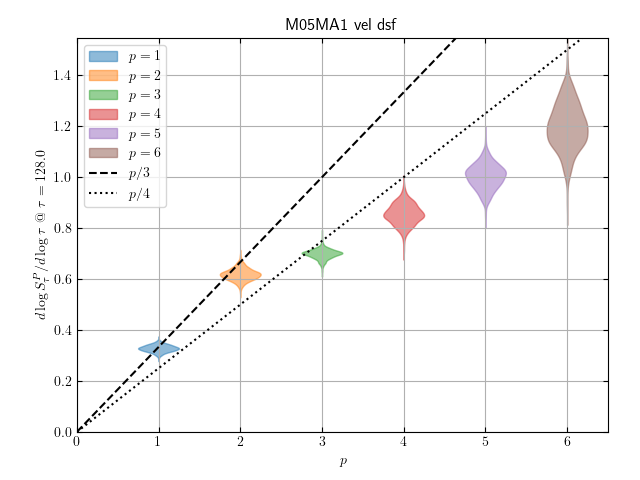 M05MA1 vel dsf
d log S_τ^P / d log τ @ τ = 128.0
1.4
1.2
1.0
0.8
0.6
0.4
0.2
0.0
p = 1
p = 2
p = 3
p = 4
p = 5
p = 6
p/3
p/4
0 1 2 3 4 5 6
p